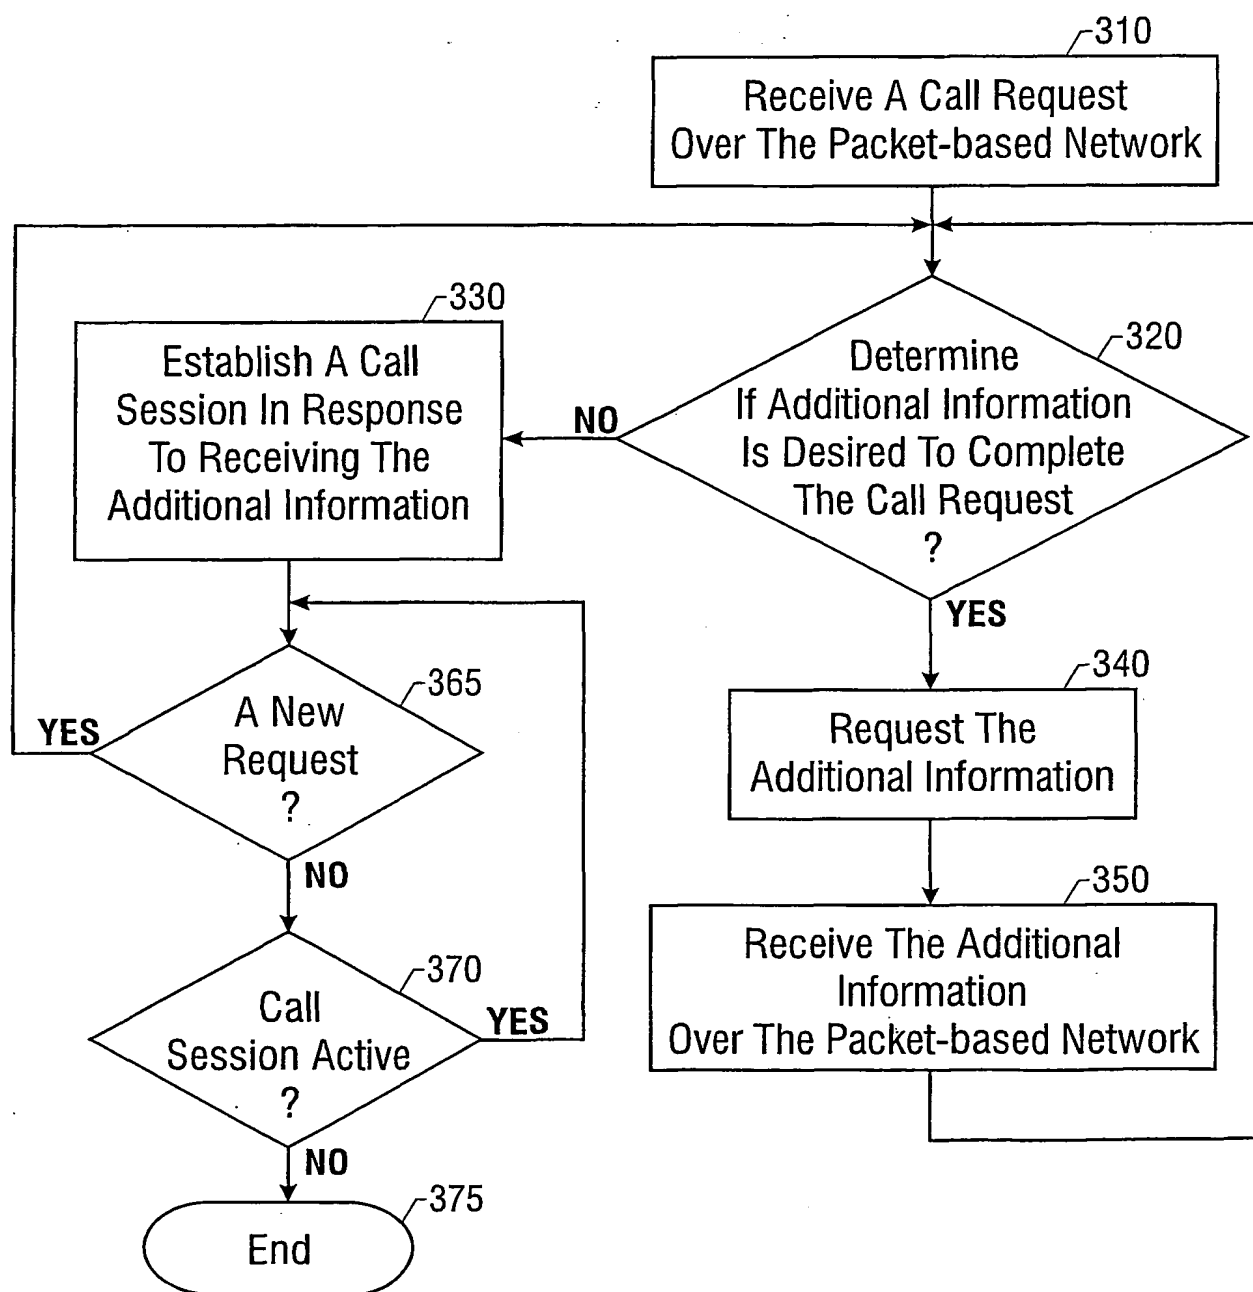 310
Receive A Call Request
Over The Packet-based Network
320
Determine
If Additional Information
Is Desired To Complete
The Call Request
?
NO
YES
330
Establish A Call
Session In Response
To Receiving The
Additional Information
340
Request The
Additional Information
350
Receive The Additional
Information
Over The Packet-based Network
365
A New
Request
?
YES
NO
370
Call
Session Active
?
YES
NO
375
End